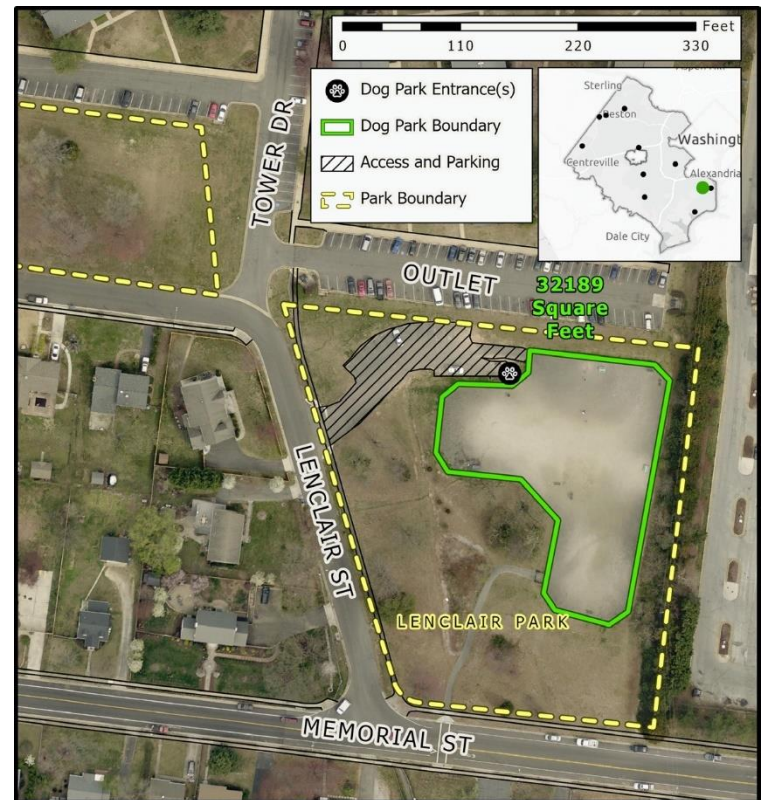 Feet
0 110 220 330
Dog Park Entrance(s)
Dog Park Boundary
Access and Parking
Park Boundary
Sterling
Reston
Washingt
Centreville
Alexandria
Dale City
TOWER DR
OUTLET
32189
Square
Feet
LENCLAIR ST
LENCLAIR PARK
MEMORIAL ST